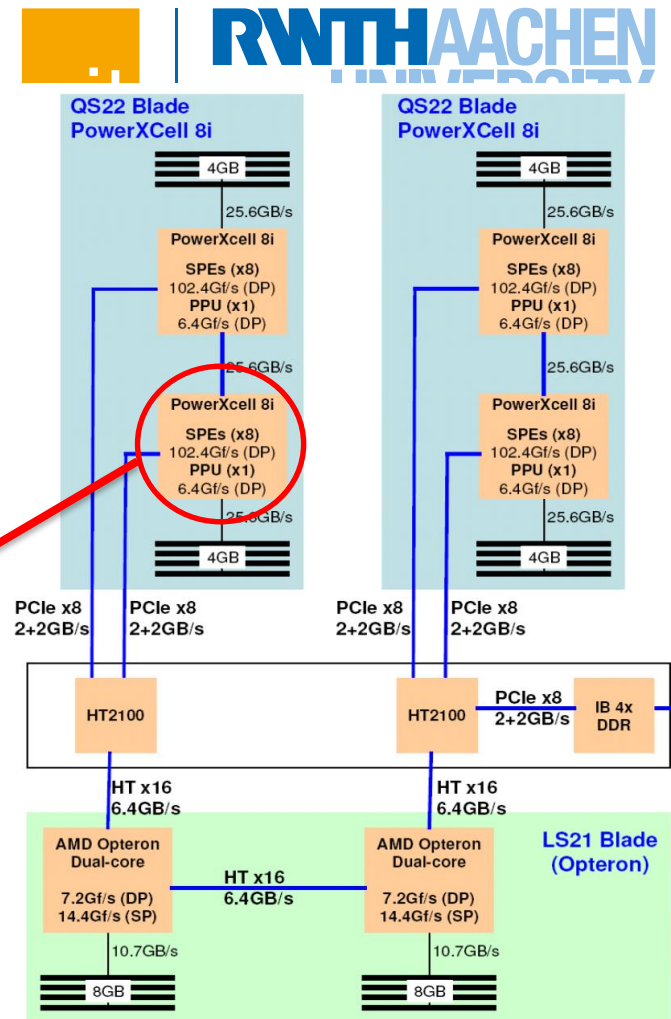 RWTHAACHEN
UNIVERSITY
QS22 Blade
PowerXCell 8i
4GB
25.6GB/s
PowerXcell 8i
SPEs (x8)
102.4Gf/s (DP)
PPU (x1)
6.4Gf/s (DP)
25.6GB/s
PowerXcell 8i
SPEs (x8)
102.4Gf/s (DP)
PPU (x1)
6.4Gf/s (DP)
25.6GB/s
4GB
QS22 Blade
PowerXCell 8i
4GB
25.6GB/s
PowerXcell 8i
SPEs (x8)
102.4Gf/s (DP)
PPU (x1)
6.4Gf/s (DP)
25.6GB/s
PowerXcell 8i
SPEs (x8)
102.4Gf/s (DP)
PPU (x1)
6.4Gf/s (DP)
25.6GB/s
4GB
PCIe x8
2+2GB/s
PCIe x8
2+2GB/s
PCIe x8
2+2GB/s
PCIe x8
2+2GB/s
HT2100
HT2100
PCIe x8
2+2GB/s
IB 4x
DDR
HT x16
6.4GB/s
HT x16
6.4GB/s
AMD Opteron
Dual-core
7.2Gf/s (DP)
14.4Gf/s (SP)
HT x16
6.4GB/s
AMD Opteron
Dual-core
7.2Gf/s (DP)
14.4Gf/s (SP)
LS21 Blade
(Opteron)
10.7GB/s
8GB
10.7GB/s
8GB